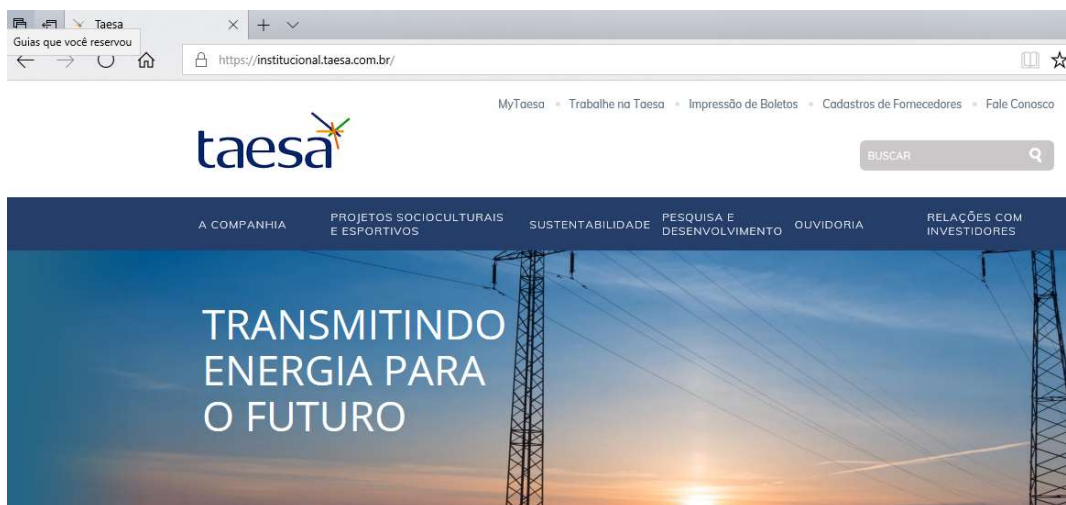 Taesa
Guias que você reservou
https://institucional.taesa.com.br/
MyTaesa • Trabalhe na Taesa • Impressão de Boletos • Cadastros de Fornecedores • Fale Conosco
taesa
BUSCAR
A COMPANHIA
PROJETOS SOCIOCULTURAIS
E ESPORTIVOS
SUSTENTABILIDADE
PESQUISA E
DESENVOLVIMENTO
OUVIDORIA
RELAÇÕES COM
INVESTIDORES
TRANSMITINDO
ENERGIA PARA
O FUTURO